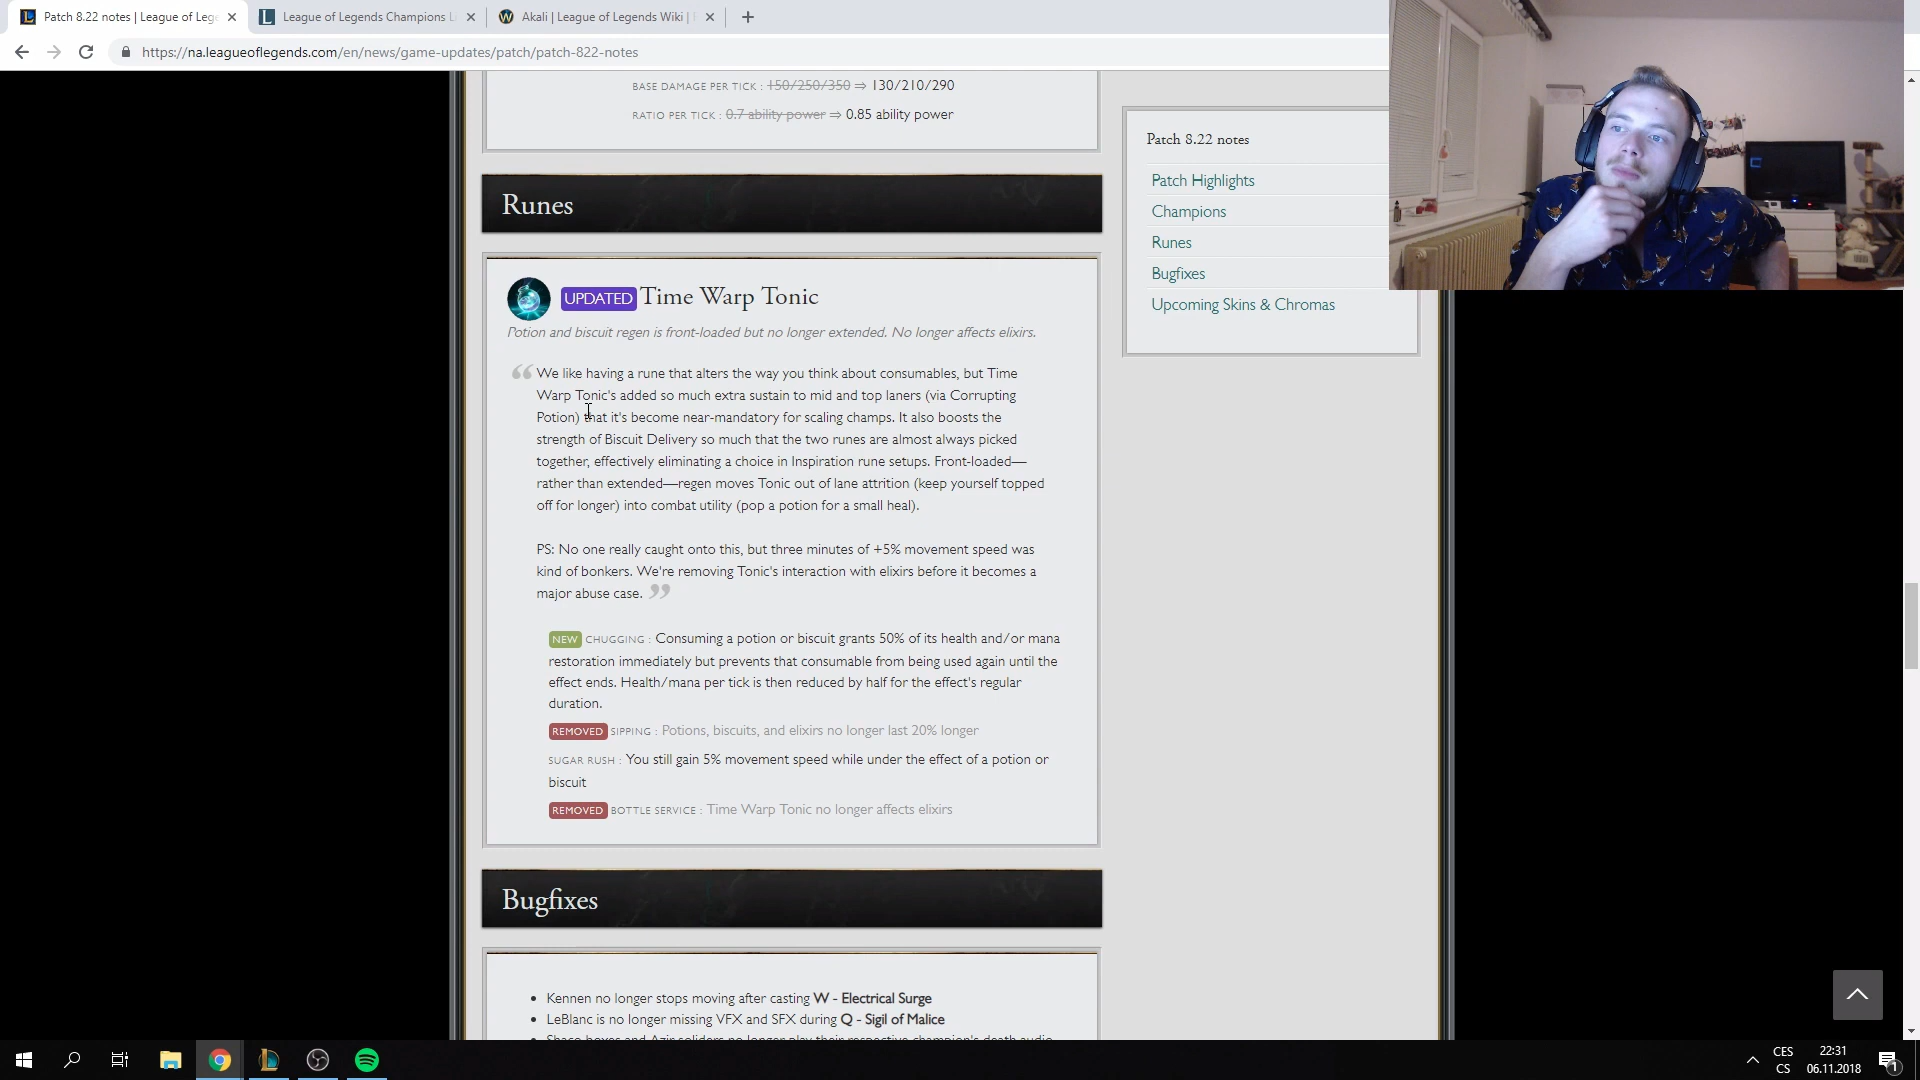 Patch 8.22 notes | League of Lege
League of Legends Champions Li
Akali | League of Legends Wiki |
https://na.leagueoflegends.com/en/news/game-updates/patch/patch-822-notes
BASE DAMAGE PER TICK : 150/250/350 ⇒ 130/210/290
RATIO PER TICK : 0.7 ability power ⇒ 0.85 ability power
Runes
UPDATED Time Warp Tonic
Potion and biscuit regen is front-loaded but no longer extended. No longer affects elixirs.
“ We like having a rune that alters the way you think about consumables, but Time
Warp Tonic's added so much extra sustain to mid and top laners (via Corrupting
Potion) that it's become near-mandatory for scaling champs. It also boosts the
strength of Biscuit Delivery so much that the two runes are almost always picked
together, effectively eliminating a choice in Inspiration rune setups. Front-loaded—
rather than extended—regen moves Tonic out of lane attrition (keep yourself topped
off for longer) into combat utility (pop a potion for a small heal).
PS: No one really caught onto this, but three minutes of +5% movement speed was
kind of bonkers. We're removing Tonic's interaction with elixirs before it becomes a
major abuse case. ”
NEW CHUGGING : Consuming a potion or biscuit grants 50% of its health and/or mana
restoration immediately but prevents that consumable from being used again until the
effect ends. Health/mana per tick is then reduced by half for the effect's regular
duration.
REMOVED SIPPING : Potions, biscuits, and elixirs no longer last 20% longer
SUGAR RUSH : You still gain 5% movement speed while under the effect of a potion or
biscuit
REMOVED BOTTLE SERVICE : Time Warp Tonic no longer affects elixirs
Bugfixes
• Kennen no longer stops moving after casting W - Electrical Surge
• LeBlanc is no longer missing VFX and SFX during Q - Sigil of Malice
• Shaco boxes and Azir soldiers no longer play their respective champion's death audio
Patch 8.22 notes
Patch Highlights
Champions
Runes
Bugfixes
Upcoming Skins & Chromas
CES
CS
22:31
06.11.2018
1